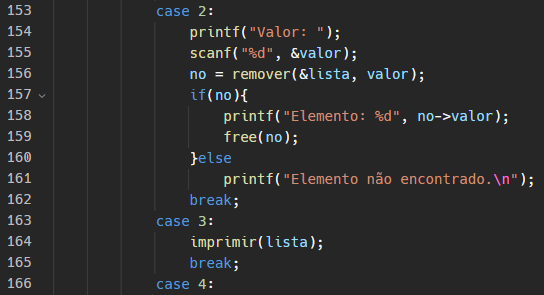 153 case 2:
154 printf("Valor: ");
155 scanf("%d", &valor);
156 no = remover(&lista, valor);
157 if(no){
158 printf("Elemento: %d", no->valor);
159 free(no);
160 }else
161 printf("Elemento não encontrado.\n");
162 break;
163 case 3:
164 imprimir(lista);
165 break;
166 case 4: